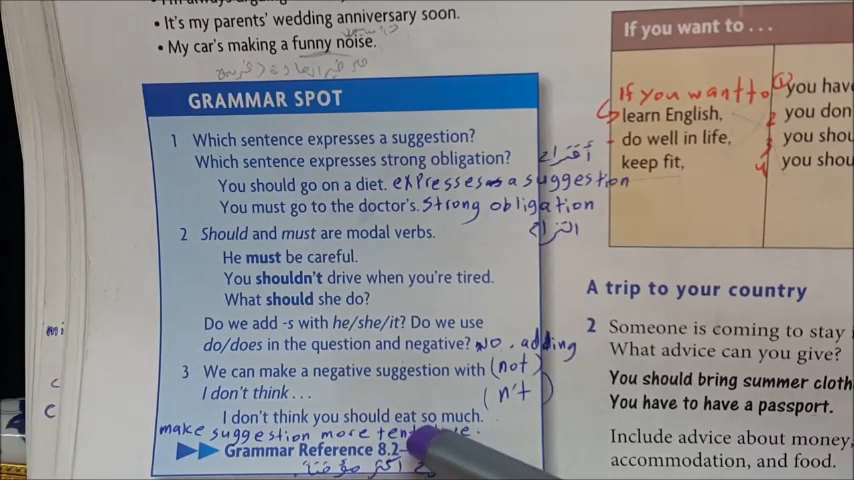 • It's my parents' wedding anniversary soon.
• My car's making a funny noise.
GRAMMAR SPOT
1 Which sentence expresses a suggestion?
Which sentence expresses strong obligation? أقتراح
You should go on a diet. expresses a suggestion
You must go to the doctor's. Strong obligation
2 Should and must are modal verbs.
He must be careful.
You shouldn't drive when you're tired.
What should she do?
Do we add -s with he/she/it? Do we use
do/does in the question and negative? No. adding
3 We can make a negative suggestion with (not)
I don't think . . . (n't)
I don't think you should eat so much.
make suggestion more
Grammar Reference 8.2
If you want to . . .
If you want to
learn English,
- do well in life,
keep fit,
1 you hav
2 you don
3 you shou
4 you shou
A trip to your country
2 Someone is coming to stay
What advice can you give?
You should bring summer cloth
You have to have a passport.
Include advice about money,
accommodation, and food.